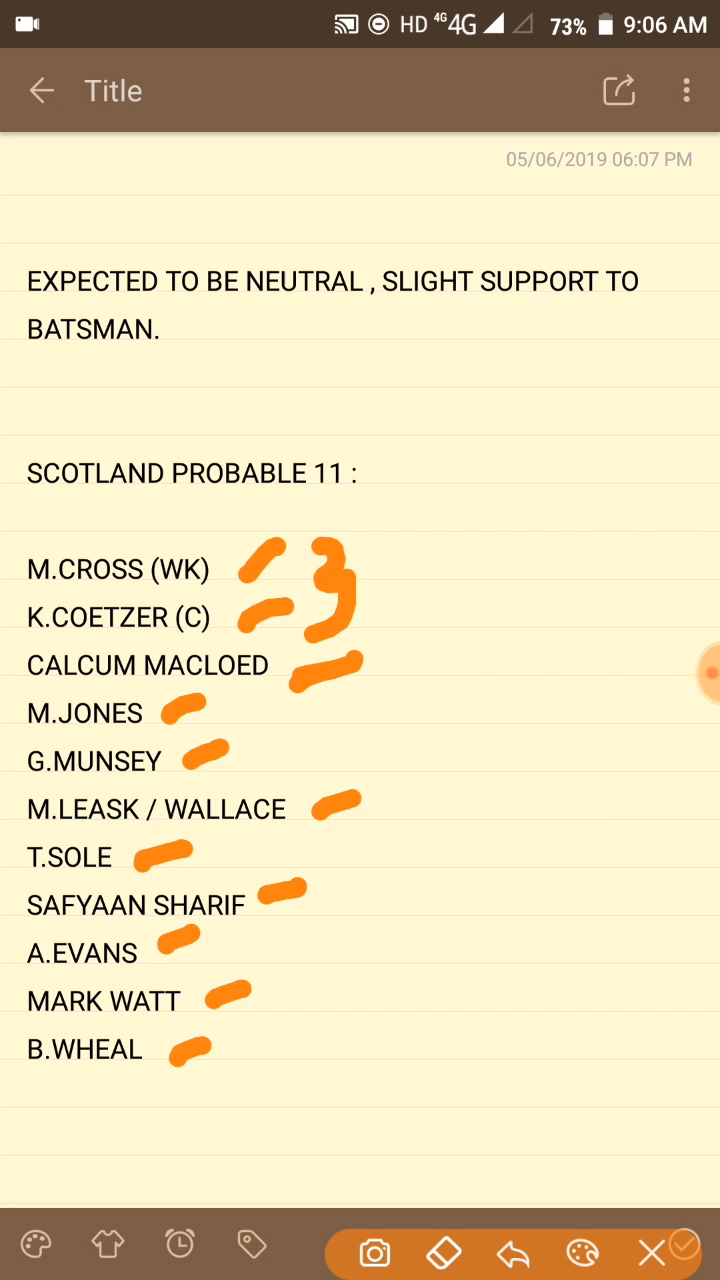 HD 4G 4G 73% 9:06 AM
Title
05/06/2019 06:07 PM
EXPECTED TO BE NEUTRAL , SLIGHT SUPPORT TO
BATSMAN.
SCOTLAND PROBABLE 11 :
M.CROSS (WK)
K.COETZER (C)
3
CALCUM MACLOED
M.JONES
G.MUNSEY
M.LEASK / WALLACE
T.SOLE
SAFYAAN SHARIF
A.EVANS
MARK WATT
B.WHEAL